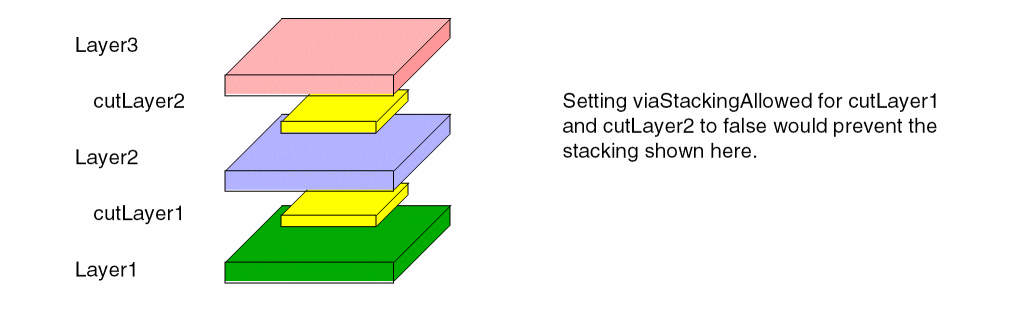 Layer3
cutLayer2
Layer2
cutLayer1
Layer1
Setting viaStackingAllowed for cutLayer1
and cutLayer2 to false would prevent the
stacking shown here.